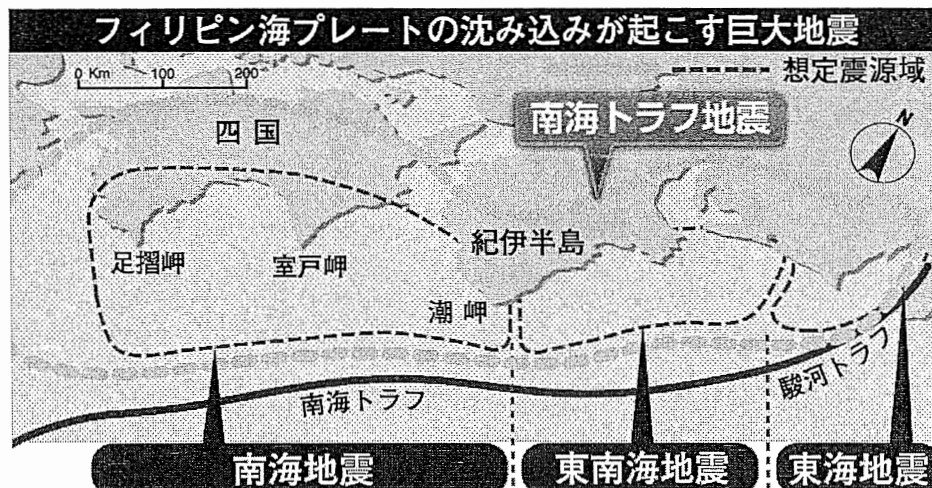 フィリピン海プレートの沈み込みが起こす巨大地震
0 Km 100 200
想定震源域
南海トラフ地震
N
四国
紀伊半島
足摺岬
室戸岬
潮岬
駿河トラフ
南海トラフ
南海地震
東南海地震
東海地震